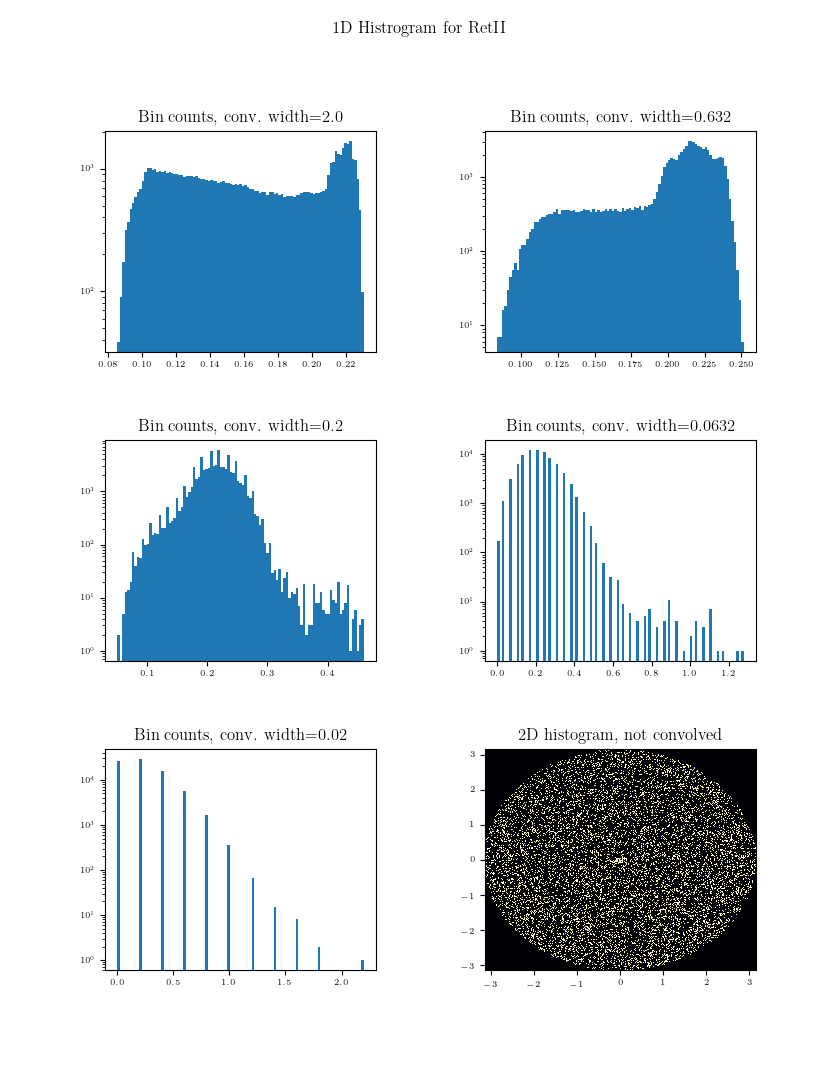 1D Histrogram for RetII
Bin counts, conv. width=2.0
10³
10²
0.08 0.10 0.12 0.14 0.16 0.18 0.20 0.22
Bin counts, conv. width=0.632
10³
10²
10¹
0.100 0.125 0.150 0.175 0.200 0.225 0.250
Bin counts, conv. width=0.2
10³
10²
10¹
10⁰
0.1 0.2 0.3 0.4
Bin counts, conv. width=0.0632
10⁴
10³
10²
10¹
10⁰
0.0 0.2 0.4 0.6 0.8 1.0 1.2
Bin counts, conv. width=0.02
10⁴
10³
10²
10¹
10⁰
0.0 0.5 1.0 1.5 2.0
2D histogram, not convolved
3
2
1
0
−1
−2
−3
−3 −2 −1 0 1 2 3